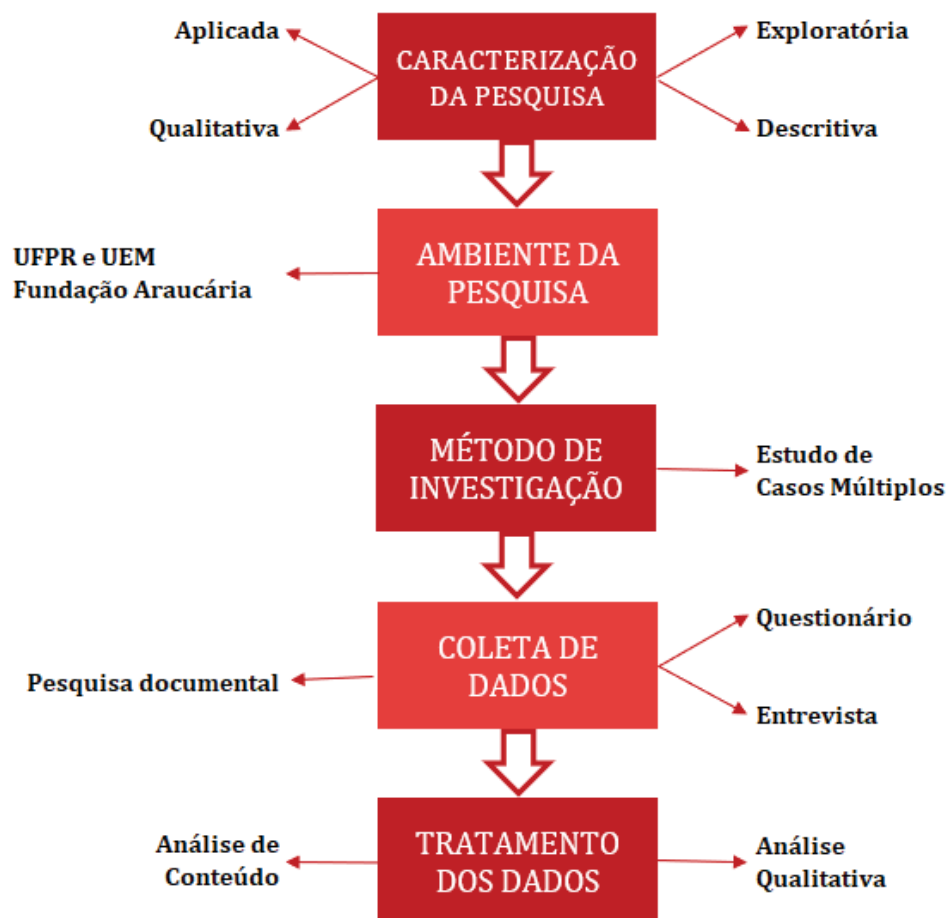 Aplicada
Qualitativa
CARACTERIZAÇÃO
DA PESQUISA
Exploratória
Descritiva
UFPR e UEM
Fundação Araucária
AMBIENTE DA
PESQUISA
MÉTODO DE
INVESTIGAÇÃO
Estudo de
Casos Múltiplos
Pesquisa documental
COLETA DE
DADOS
Questionário
Entrevista
Análise de
Conteúdo
TRATAMENTO
DOS DADOS
Análise
Qualitativa